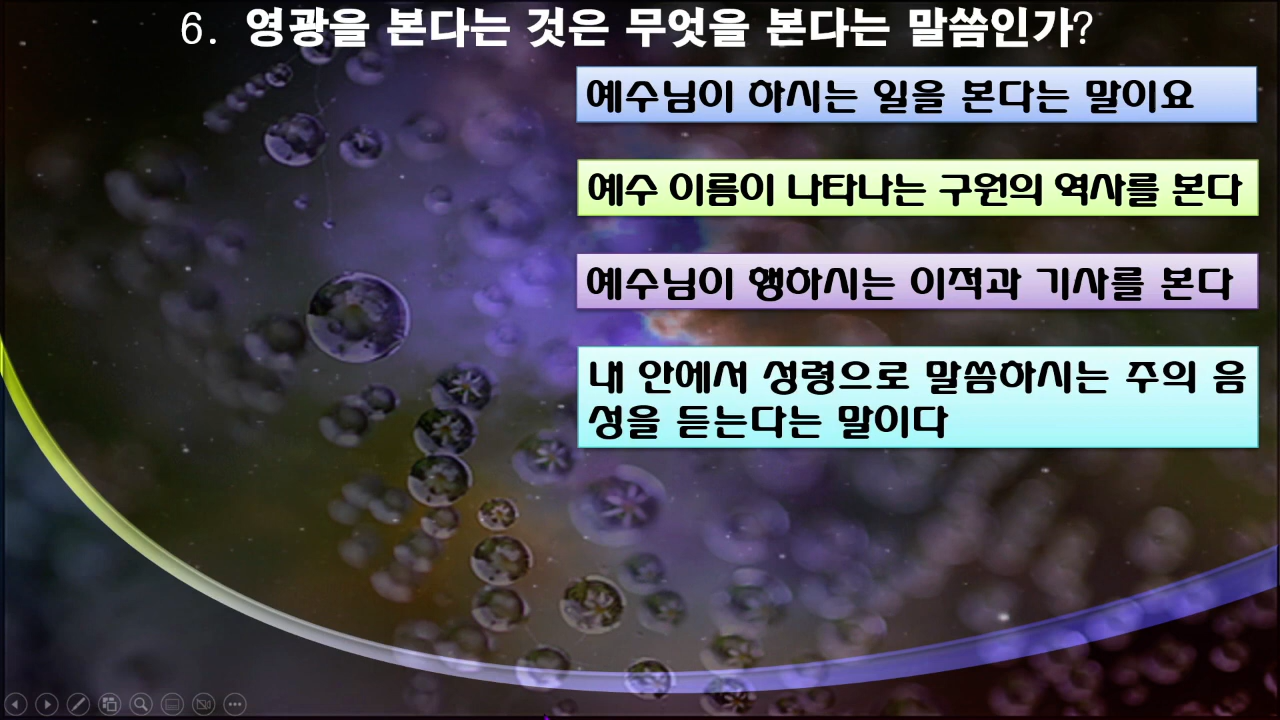 6. 영광을 본다는 것은 무엇을 본다는 말씀인가?
예수님이 하시는 일을 본다는 말이요
예수 이름이 나타나는 구원의 역사를 본다
예수님이 행하시는 이적과 기사를 본다
내 안에서 성령으로 말씀하시는 주의 음
성을 듣는다는 말이다